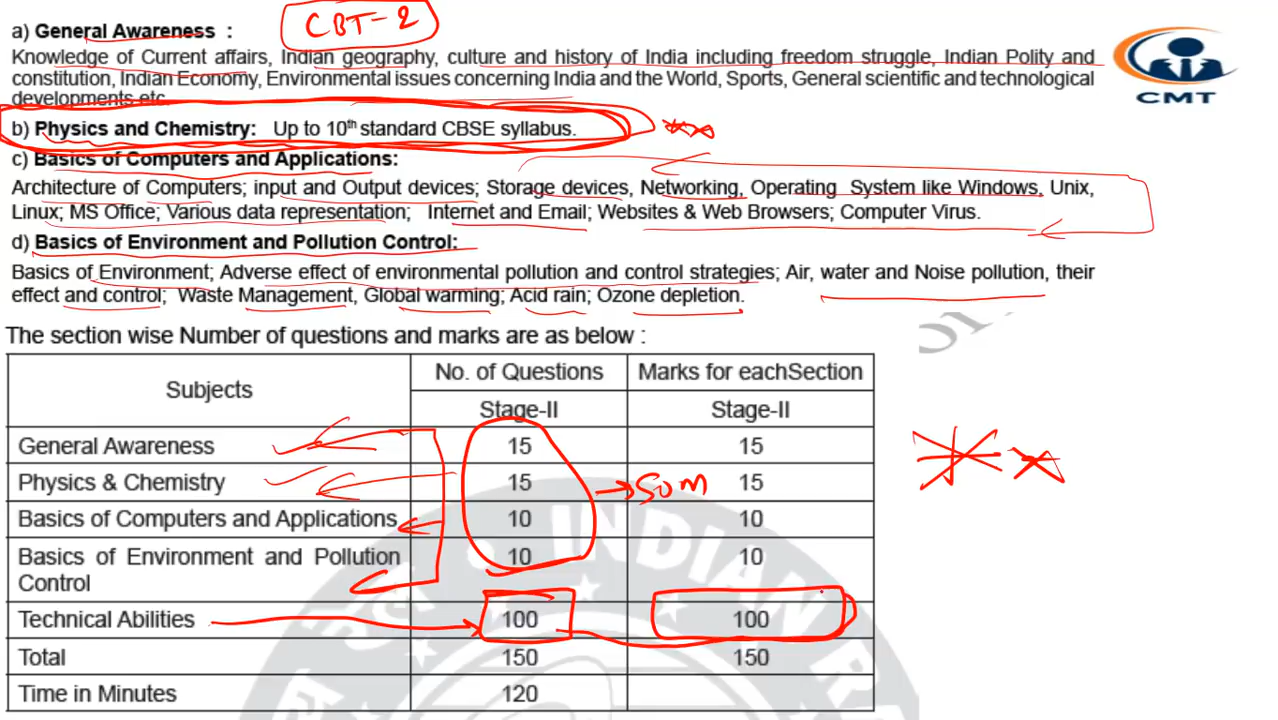 CBT-2
a) General Awareness :
Knowledge of Current affairs, Indian geography, culture and history of India including freedom struggle, Indian Polity and
constitution, Indian Economy, Environmental issues concerning India and the World, Sports, General scientific and technological
developments etc.
b) Physics and Chemistry: Up to 10th standard CBSE syllabus.
c) Basics of Computers and Applications:
Architecture of Computers; input and Output devices; Storage devices, Networking, Operating System like Windows, Unix,
Linux; MS Office; Various data representation; Internet and Email; Websites & Web Browsers; Computer Virus.
d) Basics of Environment and Pollution Control:
Basics of Environment; Adverse effect of environmental pollution and control strategies; Air, water and Noise pollution, their
effect and control; Waste Management, Global warming; Acid rain; Ozone depletion.
CMT
The section wise Number of questions and marks are as below :
Subjects No. of Questions Marks for eachSection
Stage-II Stage-II
General Awareness 15 15
Physics & Chemistry 15 15
50 m
Basics of Computers and Applications 10 10
Basics of Environment and Pollution 10 10
Control
Technical Abilities 100 100
Total 150 150
Time in Minutes 120
INDIAN